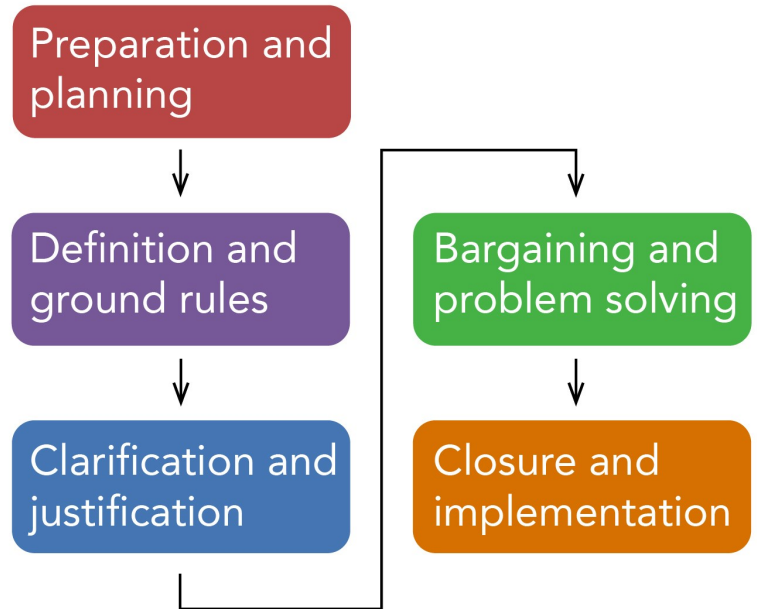 Preparation and
planning
Definition and
ground rules
Clarification and
justification
Bargaining and
problem solving
Closure and
implementation